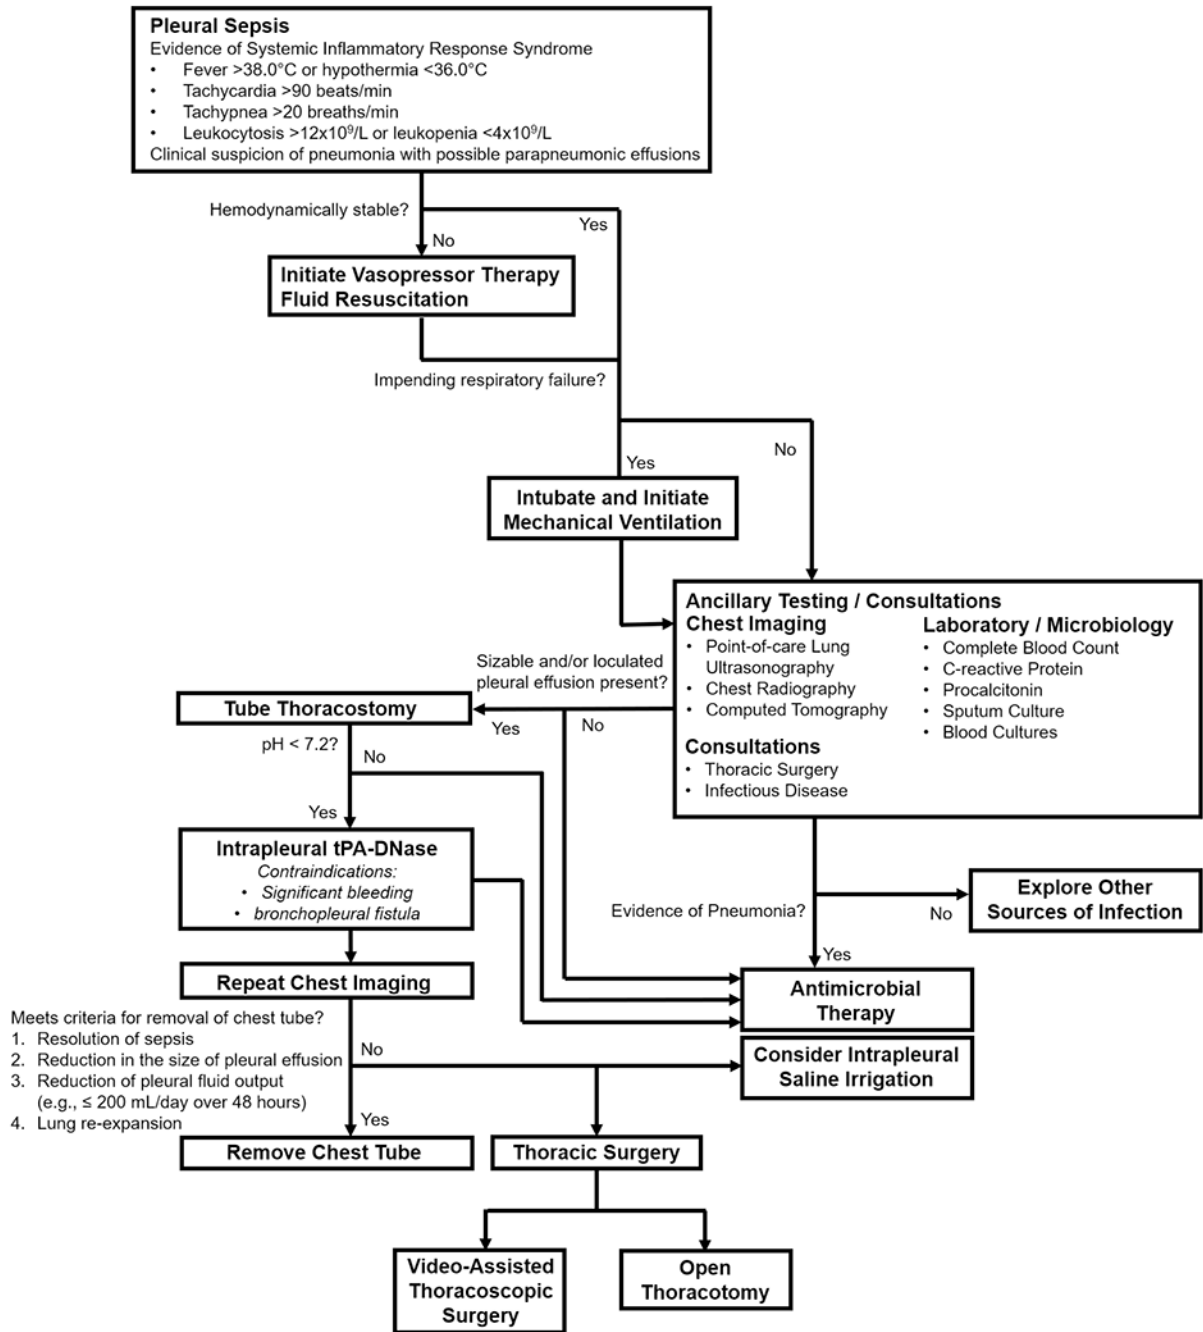 Pleural Sepsis
Evidence of Systemic Inflammatory Response Syndrome
• Fever >38.0°C or hypothermia <36.0°C
• Tachycardia >90 beats/min
• Tachypnea >20 breaths/min
• Leukocytosis >12x10⁹/L or leukopenia <4x10⁹/L
Clinical suspicion of pneumonia with possible parapneumonic effusions
Hemodynamically stable?
Yes
No
Initiate Vasopressor Therapy
Fluid Resuscitation
Impending respiratory failure?
No
Yes
Intubate and Initiate
Mechanical Ventilation
Ancillary Testing / Consultations
Chest Imaging
• Point-of-care Lung
Ultrasonography
• Chest Radiography
• Computed Tomography
Consultations
• Thoracic Surgery
• Infectious Disease
Laboratory / Microbiology
• Complete Blood Count
• C-reactive Protein
• Procalcitonin
• Sputum Culture
• Blood Cultures
Sizable and/or loculated
pleural effusion present?
Yes
No
Tube Thoracostomy
pH < 7.2?
No
Yes
Intrapleural tPA-DNase
Contraindications:
• Significant bleeding
• bronchopleural fistula
Evidence of Pneumonia?
No
Explore Other
Sources of Infection
Yes
Antimicrobial
Therapy
Repeat Chest Imaging
Meets criteria for removal of chest tube?
1. Resolution of sepsis
2. Reduction in the size of pleural effusion
3. Reduction of pleural fluid output
(e.g., ≤ 200 mL/day over 48 hours)
4. Lung re-expansion
No
Consider Intrapleural
Saline Irrigation
Yes
Remove Chest Tube
Thoracic Surgery
Video-Assisted
Thoracoscopic
Surgery
Open
Thoracotomy